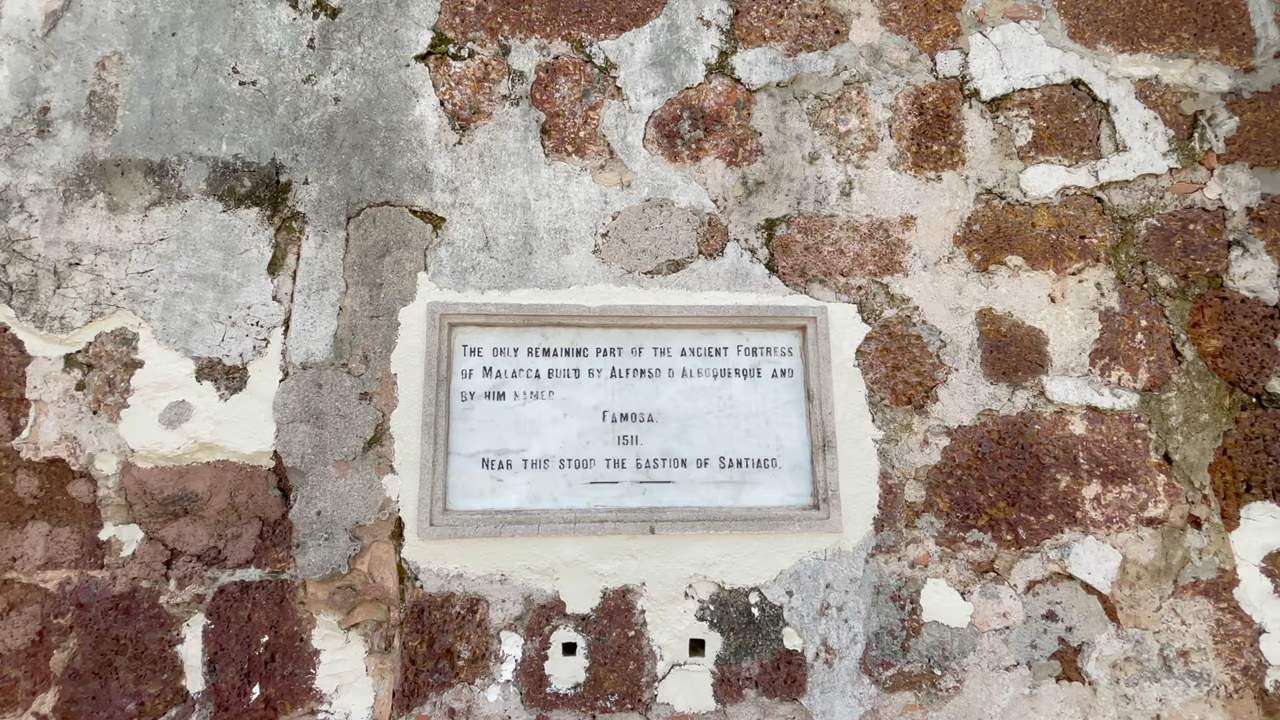 THE ONLY REMAINING PART OF THE ANCIENT FORTRESS
OF MALACCA BUILD BY ALFONSO D ALBOQUERQUE AND
BY HIM NAMED
FAMOSA.
1511.
NEAR THIS STOOD THE BASTION OF SANTIAGO.